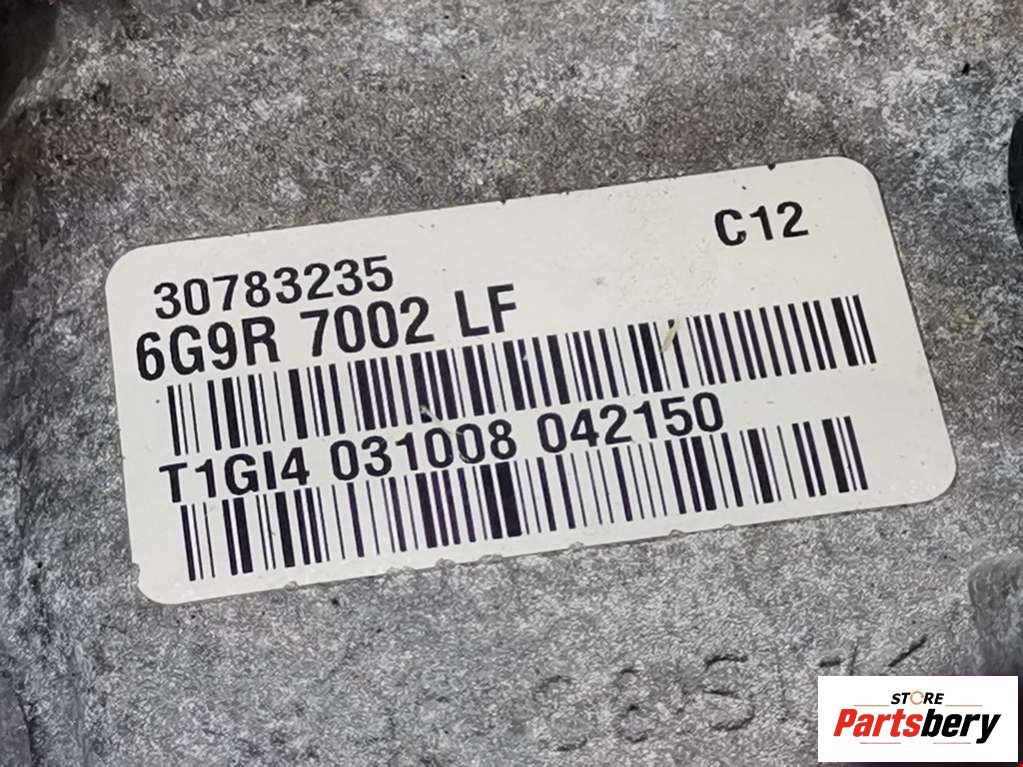 C12
30783235
6G9R 7002 LF
T1GI4 031008 042150
STORE
Partsbery